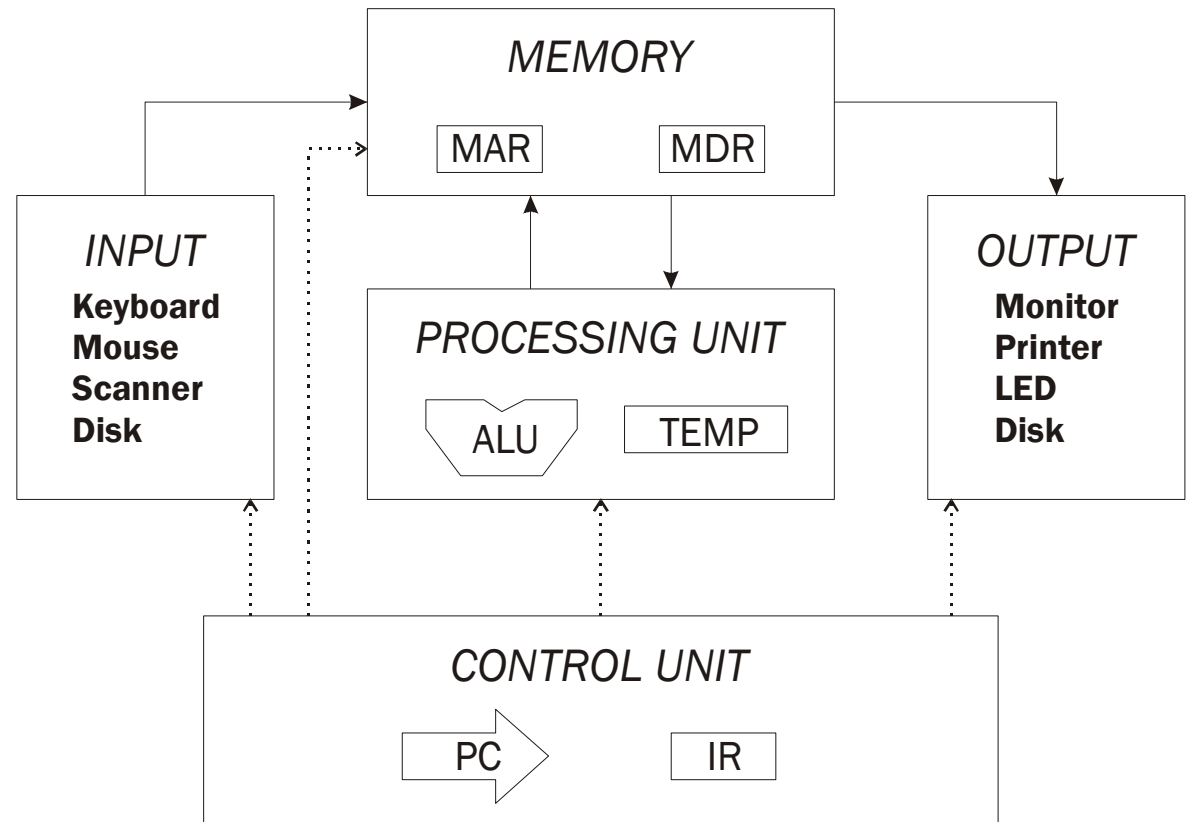 MEMORY
MAR
MDR
INPUT
Keyboard
Mouse
Scanner
Disk
PROCESSING UNIT
ALU
TEMP
OUTPUT
Monitor
Printer
LED
Disk
CONTROL UNIT
PC
IR